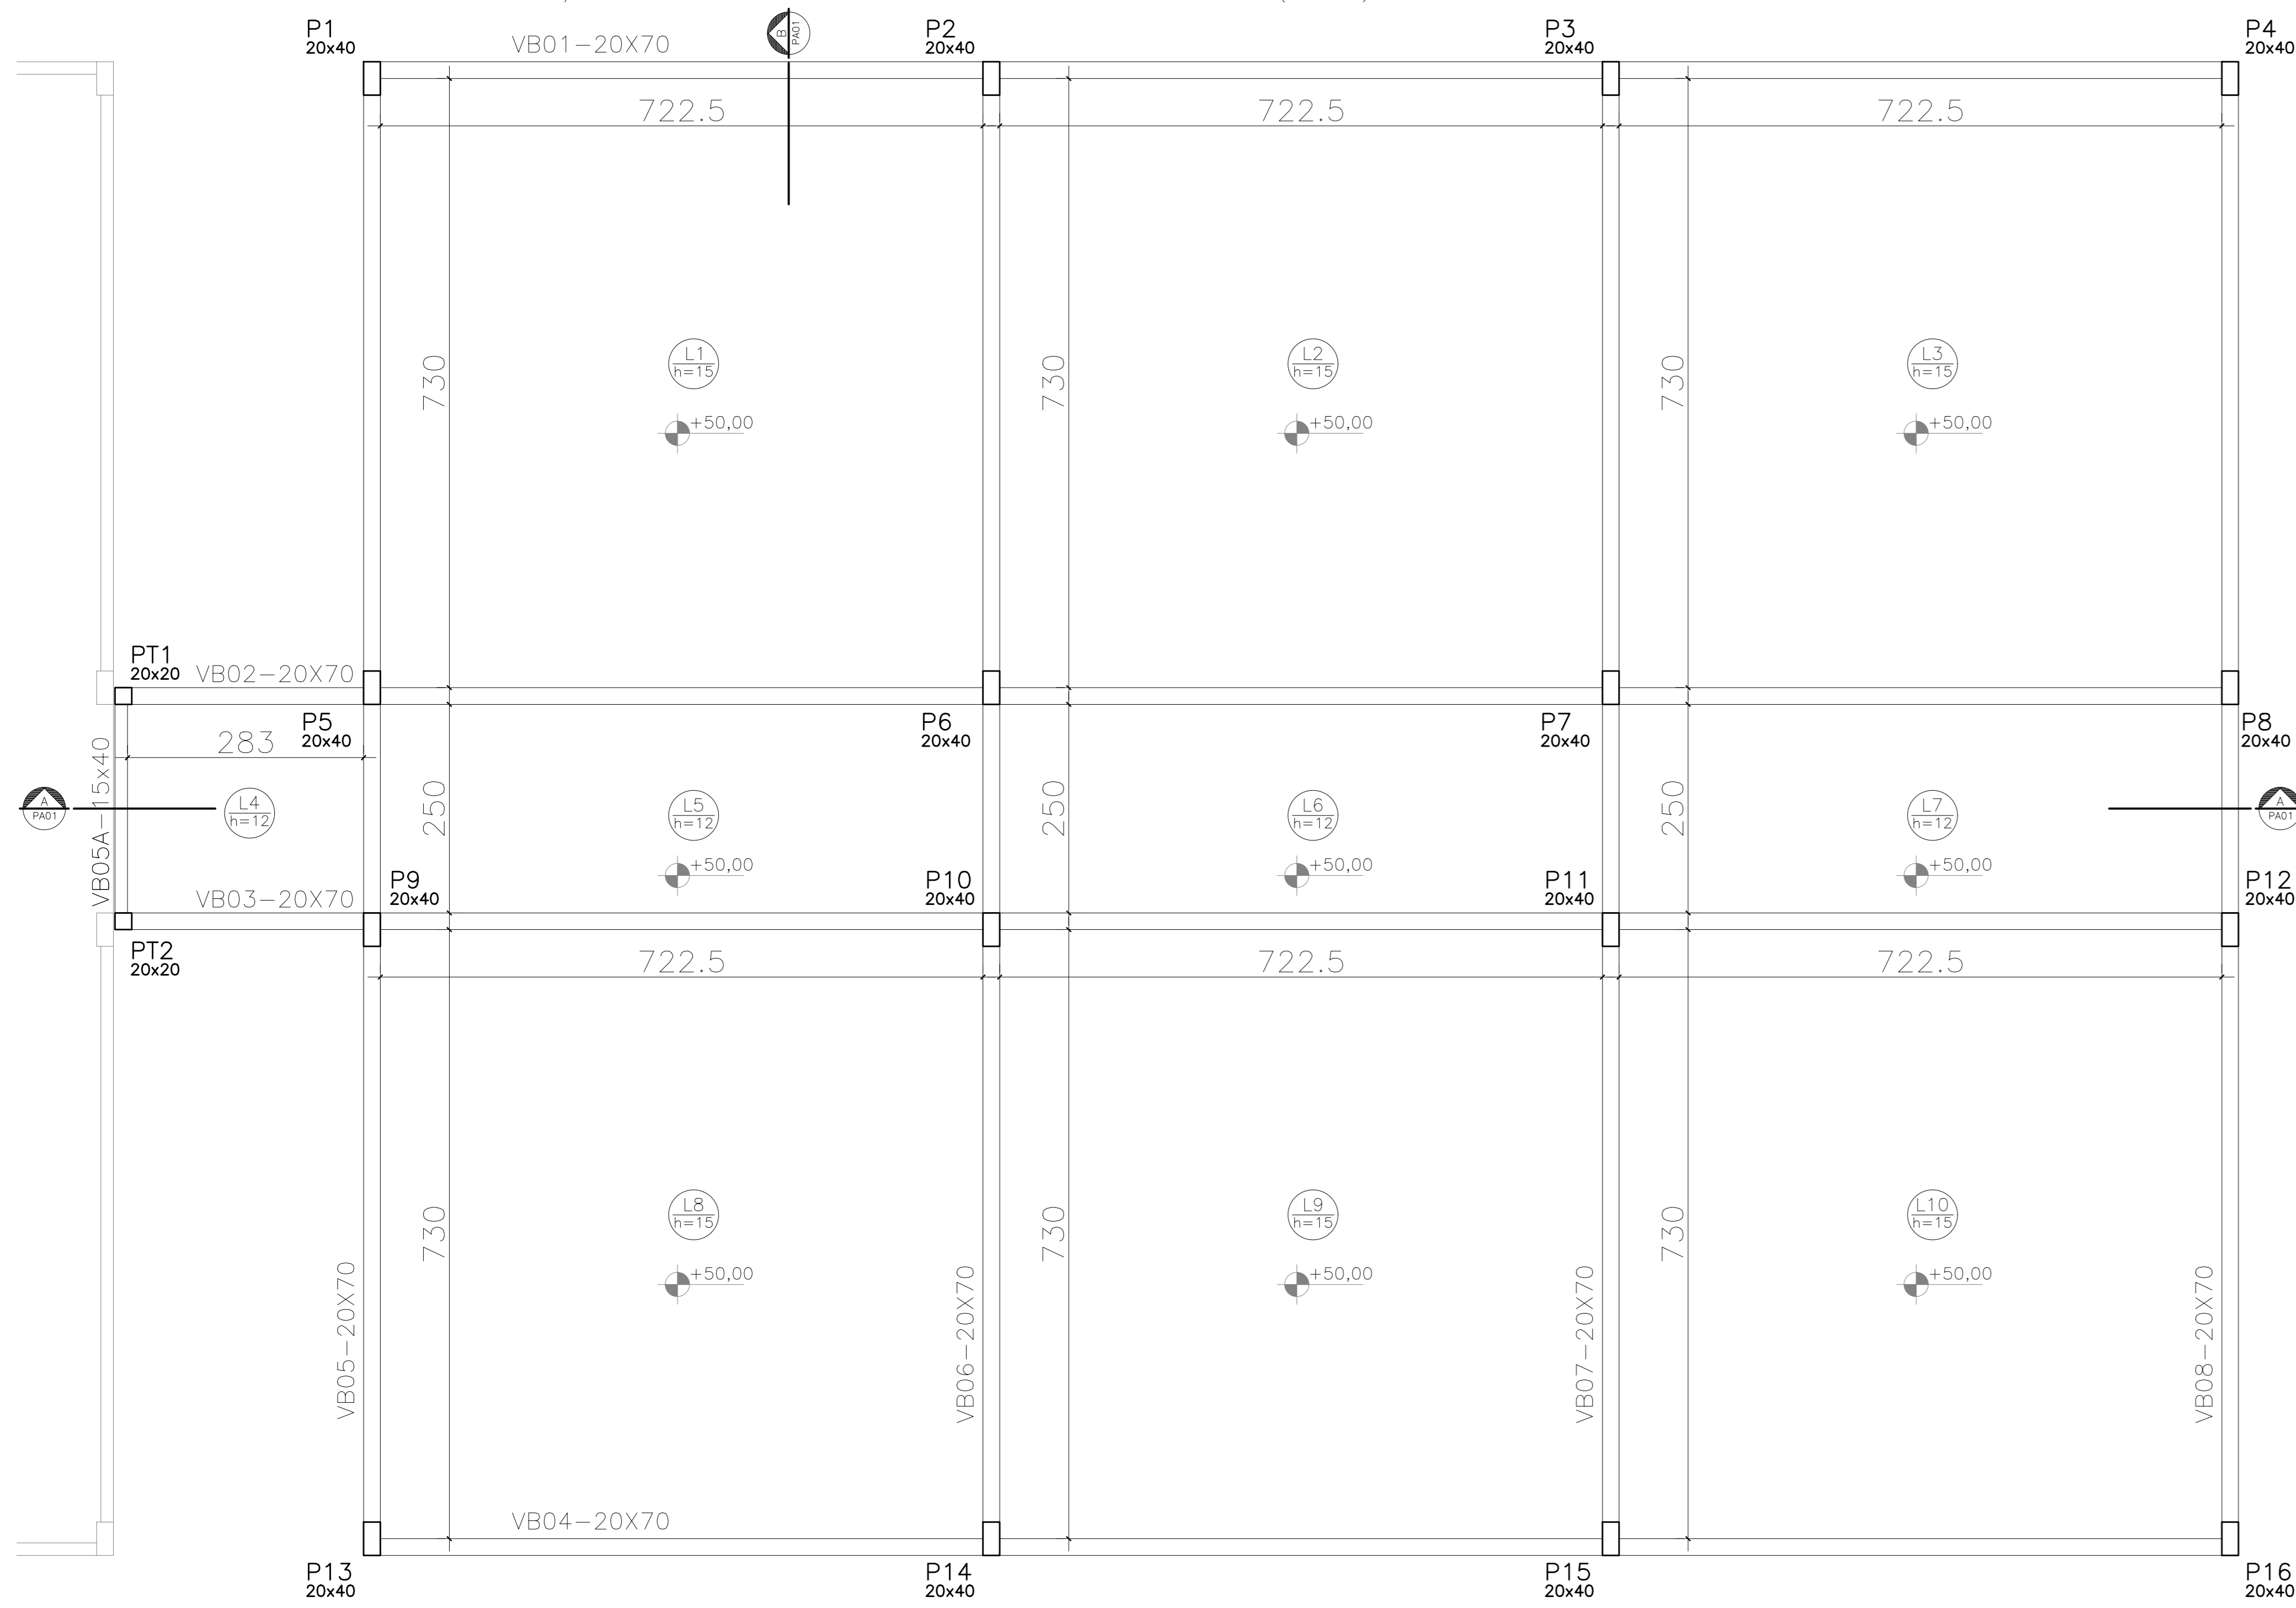 P1
20x40
VB01-20X70
B
PA01
P2
20x40
P3
20x40
P4
20x40
722.5
722.5
722.5
730
730
730
L1
h=15
+50,00
L2
h=15
+50,00
L3
h=15
+50,00
PT1
20x20
VB02-20X70
P5
20x40
P6
20x40
P7
20x40
P8
20x40
283
VB05A-15x40
A
PA01
L4
h=12
250
L5
h=12
+50,00
250
L6
h=12
+50,00
250
L7
h=12
+50,00
A
PA01
VB03-20X70
P9
20x40
P10
20x40
P11
20x40
P12
20x40
PT2
20x20
722.5
722.5
722.5
730
730
730
L8
h=15
+50,00
L9
h=15
+50,00
L10
h=15
+50,00
VB05-20X70
VB06-20X70
VB07-20X70
VB08-20X70
VB04-20X70
P13
20x40
P14
20x40
P15
20x40
P16
20x40